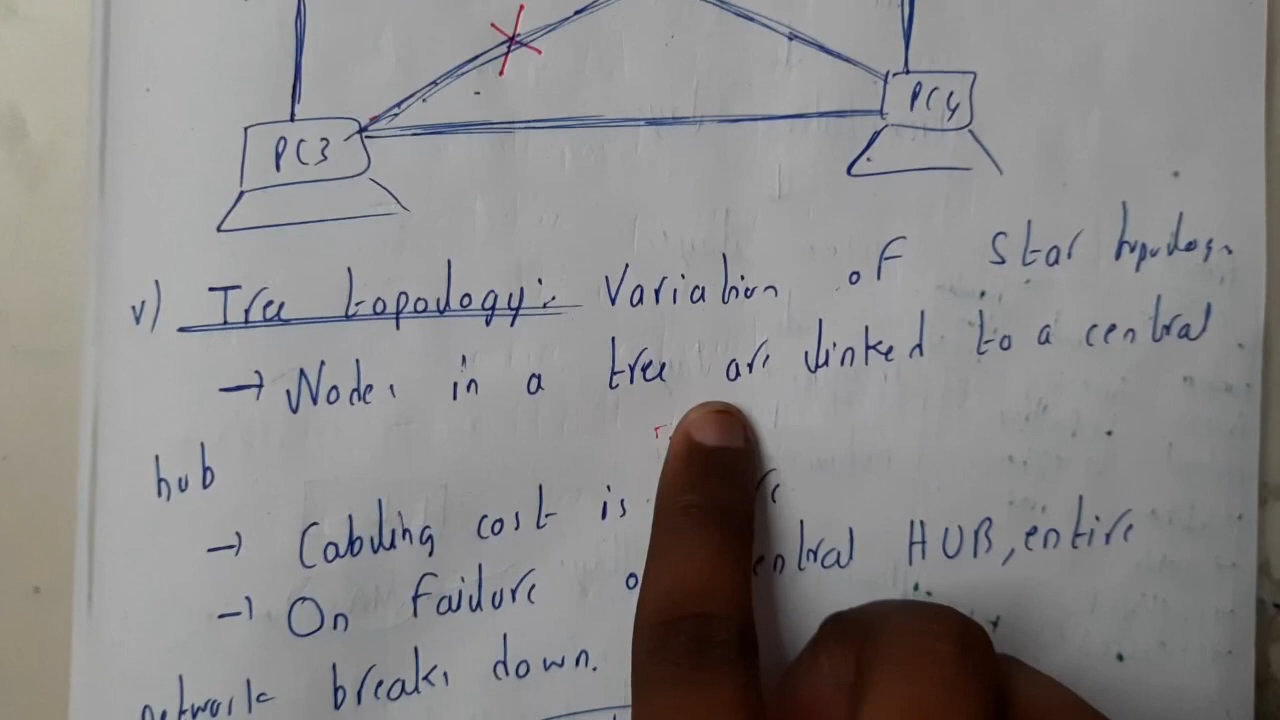 PC3
PC4
v) Tree topology:- Variation of Star topology.
→ Nodes in a tree are linked to a central
hub
→ Cabling cost is
→ On Failure central HUB, entire
network breaks down.